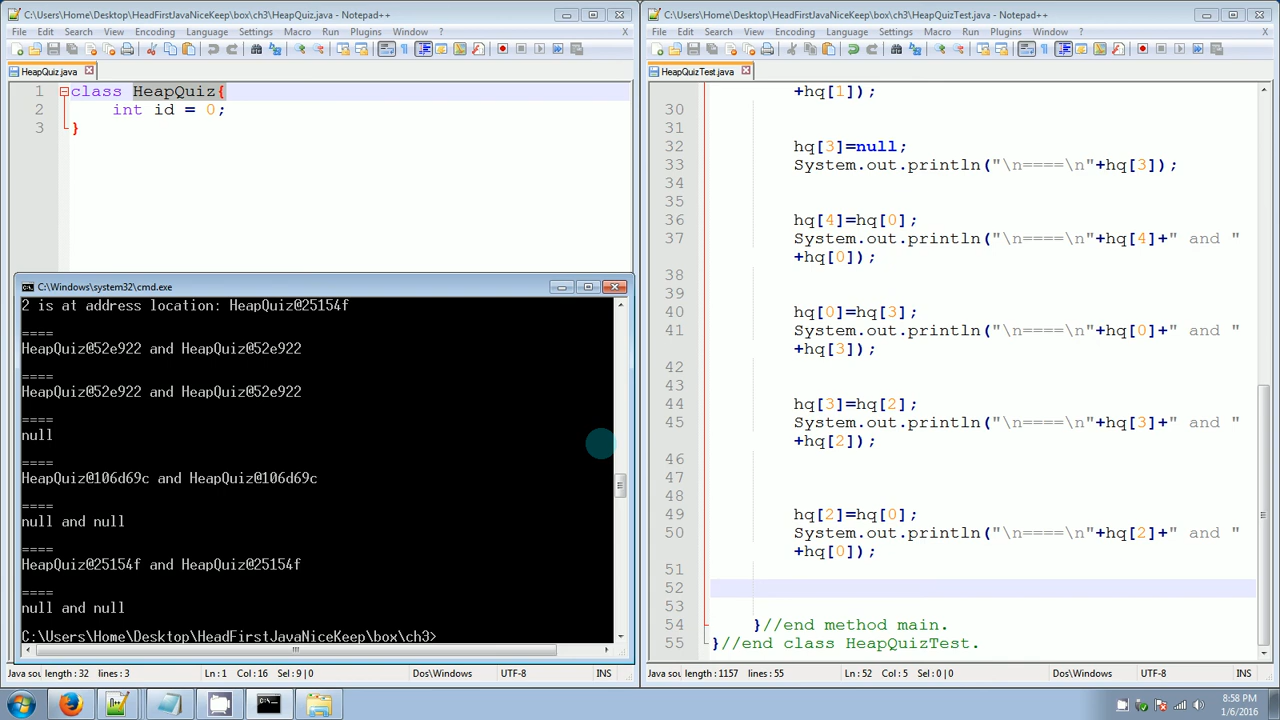 C:\Users\Home\Desktop\HeadFirstJavaNiceKeep\box\ch3\HeapQuiz.java - Notepad++
File Edit Search View Encoding Language Settings Macro Run Plugins Window ? X
HeapQuiz.java
1 class HeapQuiz{
2 int id = 0;
3 }
C:\Windows\system32\cmd.exe
2 is at address location: HeapQuiz@25154f
====
HeapQuiz@52e922 and HeapQuiz@52e922
====
HeapQuiz@52e922 and HeapQuiz@52e922
====
null
====
HeapQuiz@106d69c and HeapQuiz@106d69c
====
null and null
====
HeapQuiz@25154f and HeapQuiz@25154f
====
null and null
C:\Users\Home\Desktop\HeadFirstJavaNiceKeep\box\ch3>
Java sou length: 32 lines: 3 Ln:1 Col:16 Sel:9|0 Dos\Windows UTF-8 INS
C:\Users\Home\Desktop\HeadFirstJavaNiceKeep\box\ch3\HeapQuizTest.java - Notepad++
File Edit Search View Encoding Language Settings Macro Run Plugins Window ? X
HeapQuizTest.java
+hq[1]);
30
31
32 hq[3]=null;
33 System.out.println("\n====\n"+hq[3]);
34
35
36 hq[4]=hq[0];
37 System.out.println("\n====\n"+hq[4]+" and "
+hq[0]);
38
39
40 hq[0]=hq[3];
41 System.out.println("\n====\n"+hq[0]+" and "
+hq[3]);
42
43
44 hq[3]=hq[2];
45 System.out.println("\n====\n"+hq[3]+" and "
+hq[2]);
46
47
48
49 hq[2]=hq[0];
50 System.out.println("\n====\n"+hq[2]+" and "
+hq[0]);
51
52
53
54 }//end method main.
55 }//end class HeapQuizTest.
Java sou length: 1157 lines: 55 Ln:52 Col:5 Sel:0|0 Dos\Windows UTF-8 INS
8:58 PM
1/6/2016